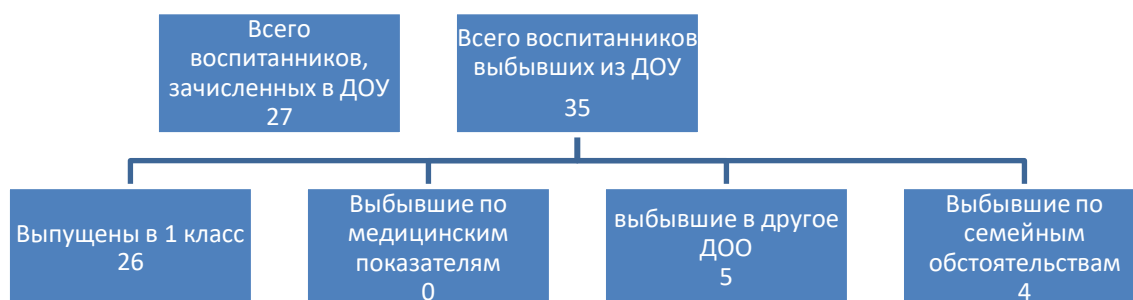 Всего
воспитанников,
зачисленных в ДОУ
27
Всего воспитанников
выбывших из ДОУ
35
Выпущены в 1 класс
26
Выбывшие по
медицинским
показателям
0
выбывшие в другое
ДОО
5
Выбывшие по
семейным
обстоятельствам
4